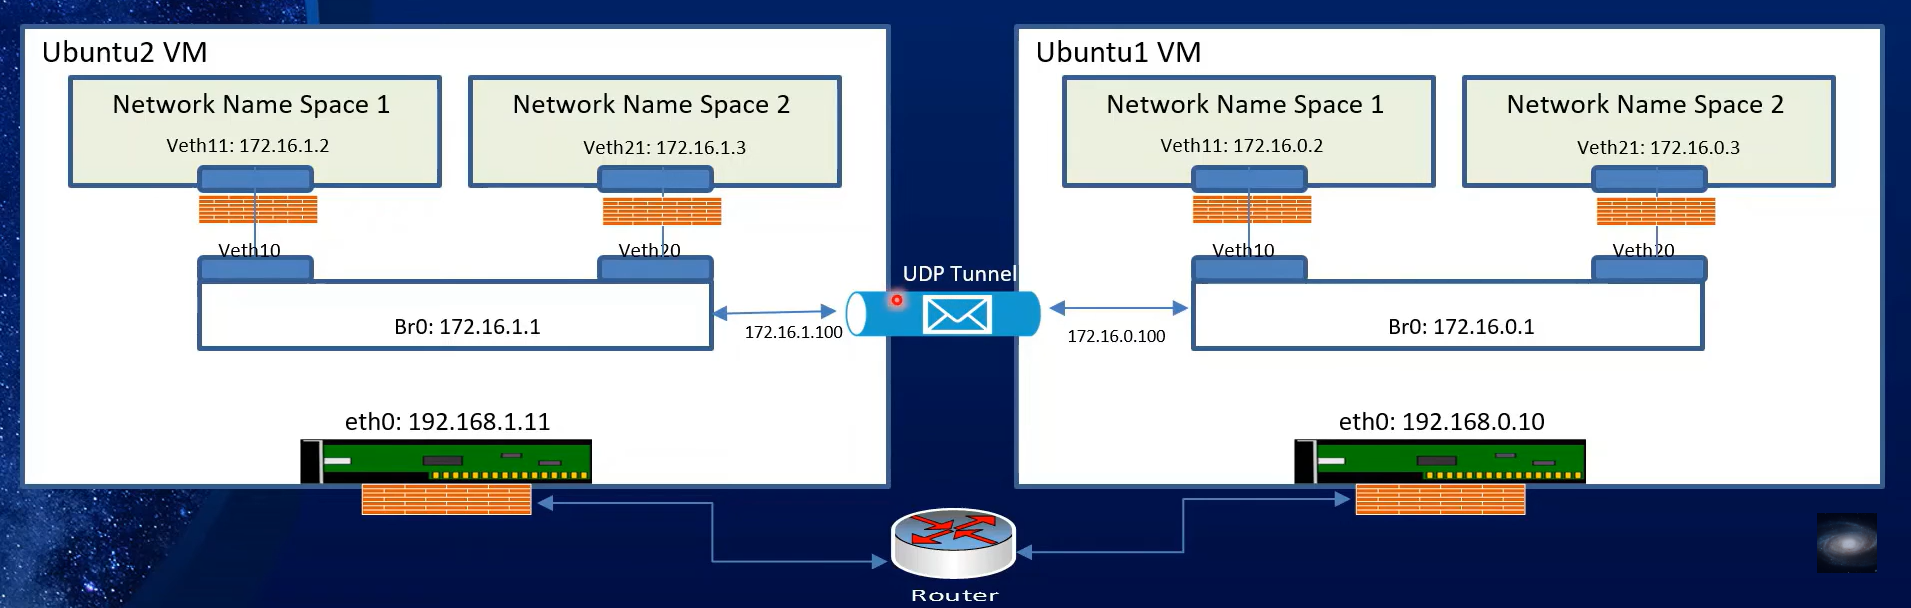 Ubuntu2 VM
Network Name Space 1
Veth11: 172.16.1.2
Network Name Space 2
Veth21: 172.16.1.3
Veth10
Veth20
Br0: 172.16.1.1
172.16.1.100
eth0: 192.168.1.11
UDP Tunnel
Ubuntu1 VM
Network Name Space 1
Veth11: 172.16.0.2
Network Name Space 2
Veth21: 172.16.0.3
Veth10
Veth20
172.16.0.100
Br0: 172.16.0.1
eth0: 192.168.0.10
Router